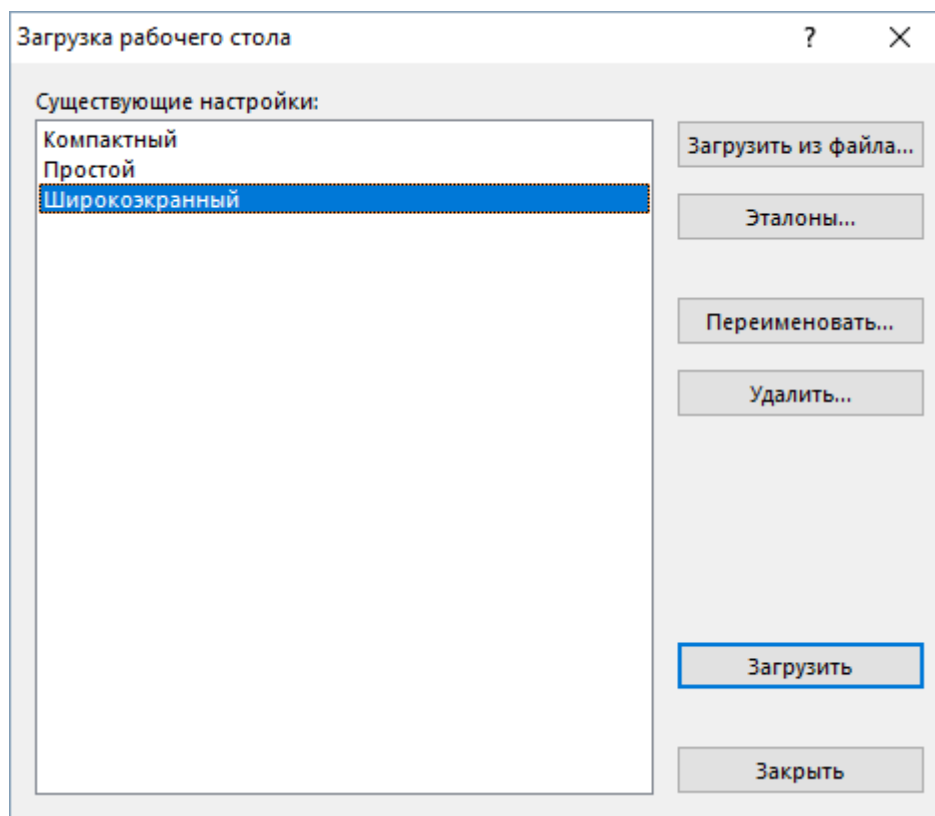 Загрузка рабочего стола ?
Существующие настройки:
Компактный
Простой
Широкоэкранный
Загрузить из файла...
Эталоны...
Переименовать...
Удалить...
Загрузить
Закрыть